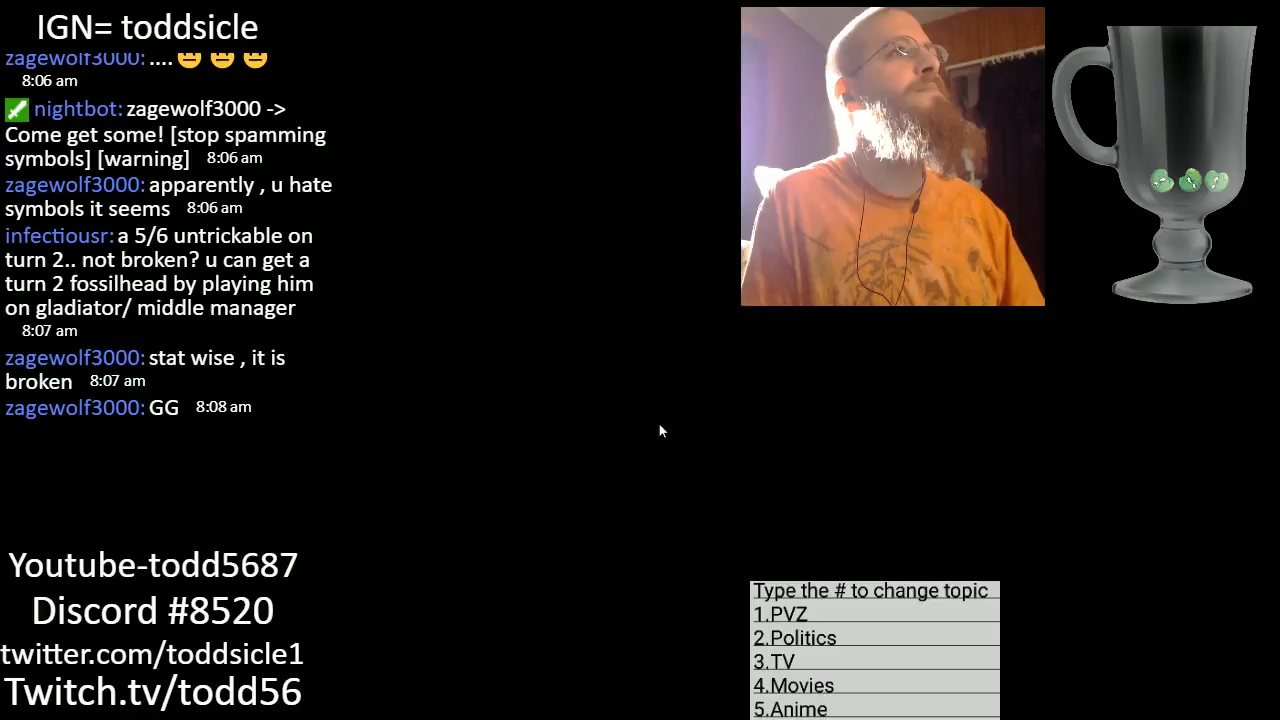 IGN= toddsicle
zagewolf3000: .... 😑 😑 😑
8:06 am
nightbot: zagewolf3000 ->
Come get some! [stop spamming
symbols] [warning] 8:06 am
zagewolf3000: apparently , u hate
symbols it seems 8:06 am
infectiousr: a 5/6 untrickable on
turn 2.. not broken? u can get a
turn 2 fossilhead by playing him
on gladiator/ middle manager
8:07 am
zagewolf3000: stat wise , it is
broken 8:07 am
zagewolf3000: GG 8:08 am
Youtube-todd5687
Discord #8520
twitter.com/toddsicle1
Twitch.tv/todd56
Type the # to change topic
1.PVZ
2.Politics
3.TV
4.Movies
5.Anime